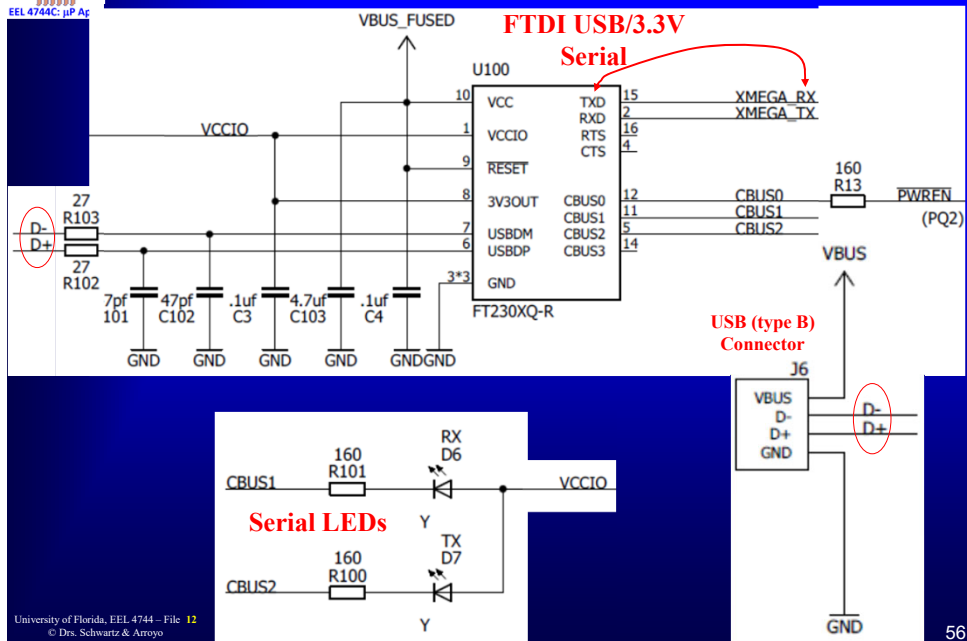 EEL 4744C: µP Ap
VBUS_FUSED
FTDI USB/3.3V
Serial
U100
10 VCC TXD 15 XMEGA_RX
RXD 2 XMEGA_TX
VCCIO 1 VCCIO RTS 16
CTS 4
9 RESET
160
R13
8 3V3OUT CBUS0 12 CBUS0 PWREN
CBUS1 11 CBUS1 (PQ2)
27
R103
D- 7 USBDM CBUS2 5 CBUS2
D+ 6 USBDP CBUS3 14
27
R102
VBUS
3*3 GND
7pf 47pf .1uf 4.7uf .1uf
101 C102 C3 C103 C4
FT230XQ-R
GND GND GND GND GND GND
USB (type B)
Connector
J6
VBUS
D- D-
D+ D+
GND
RX
D6
160
R101
CBUS1 VCCIO
Y
Serial LEDs
TX
D7
160
R100
CBUS2
Y
GND
University of Florida, EEL 4744 – File 12
© Drs. Schwartz & Arroyo
56